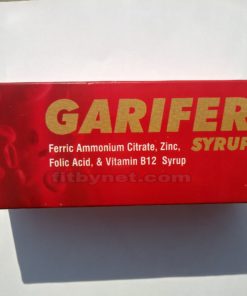 GARIFER
SYRUP
Ferric Ammonium Citrate, Zinc,
Folic Acid, & Vitamin B12 Syrup
fitbynet.com